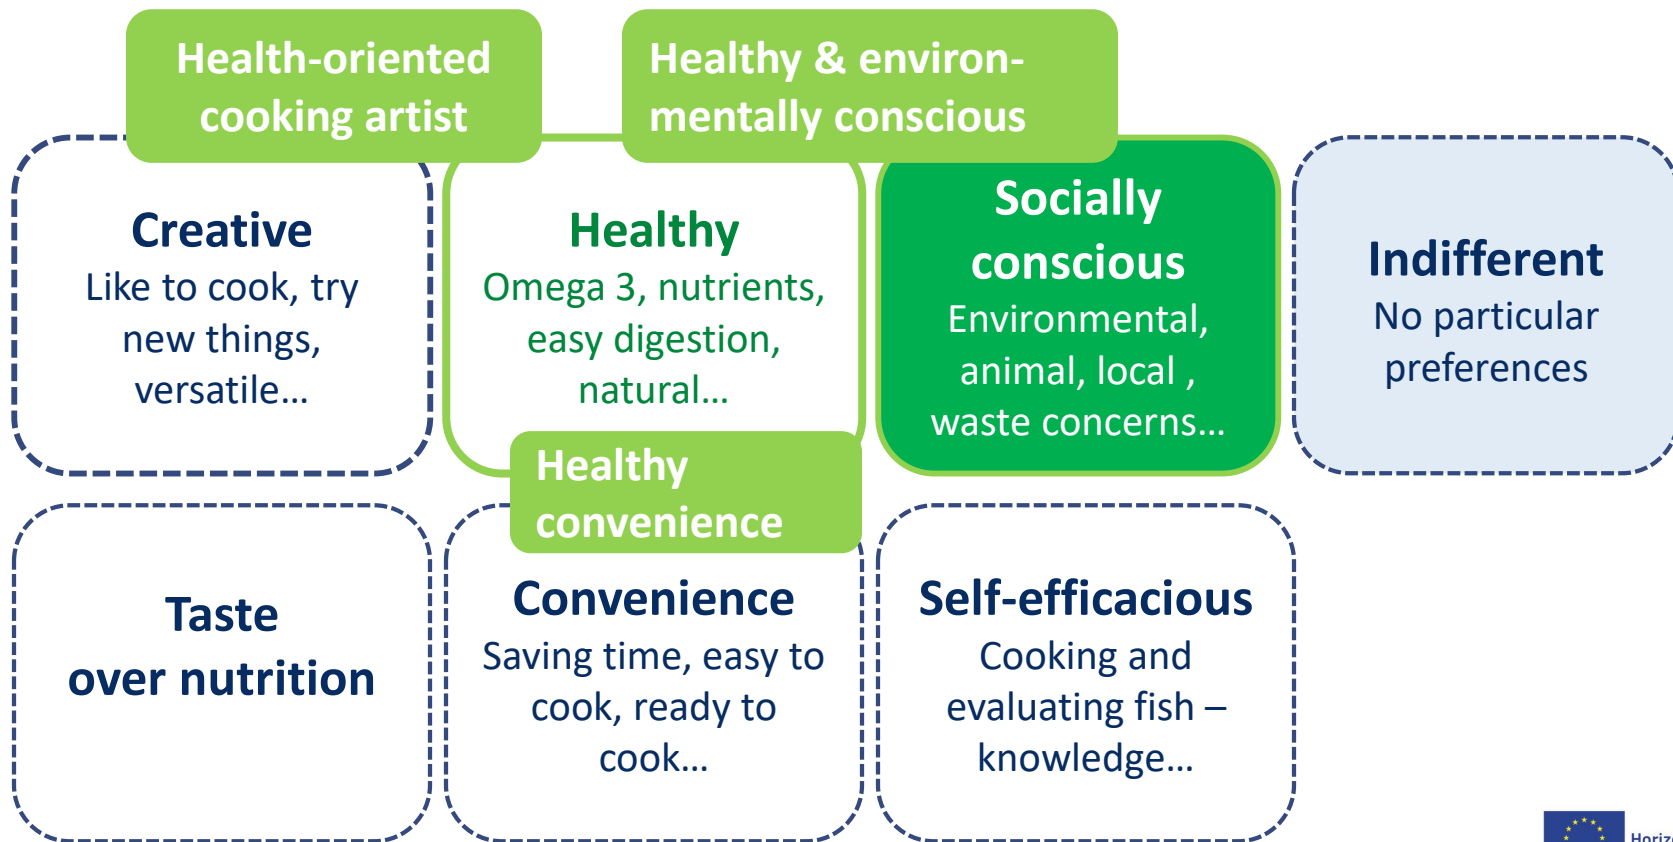 Health-oriented
cooking artist
Healthy & environ-
mentally conscious
Creative
Like to cook, try
new things,
versatile…
Healthy
Omega 3, nutrients,
easy digestion,
natural…
Socially
conscious
Environmental,
animal, local ,
waste concerns…
Indifferent
No particular
preferences
Healthy
convenience
Taste
over nutrition
Convenience
Saving time, easy to
cook, ready to
cook…
Self-efficacious
Cooking and
evaluating fish –
knowledge…